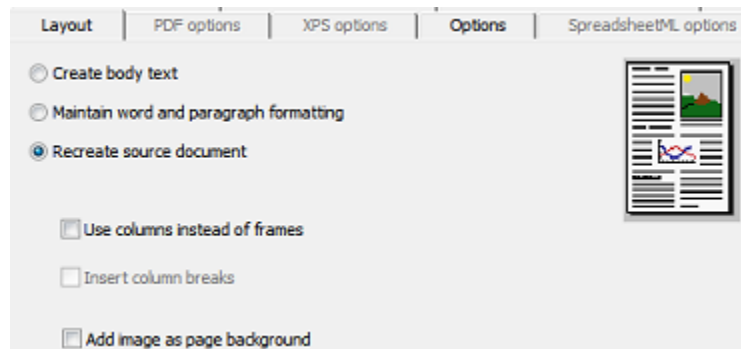 Layout PDF options XPS options Options SpreadsheetML options
Create body text
Maintain word and paragraph formatting
Recreate source document
Use columns instead of frames
Insert column breaks
Add image as page background